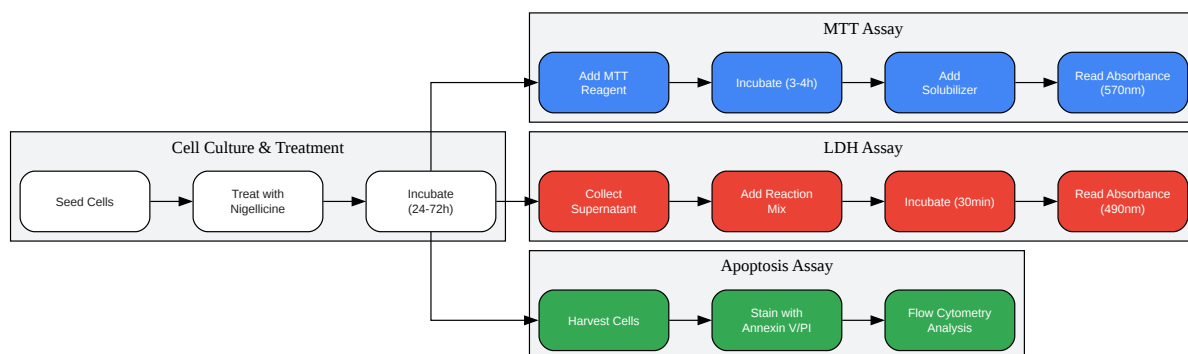 MTT Assay
Add MTT
Reagent
Incubate (3-4h)
Add
Solubilizer
Read Absorbance
(570nm)
Cell Culture & Treatment
Seed Cells
Treat with
Nigellicine
Incubate
(24-72h)
LDH Assay
Collect
Supernatant
Add Reaction
Mix
Incubate (30min)
Read Absorbance
(490nm)
Apoptosis Assay
Harvest Cells
Stain with
Annexin V/PI
Flow Cytometry
Analysis